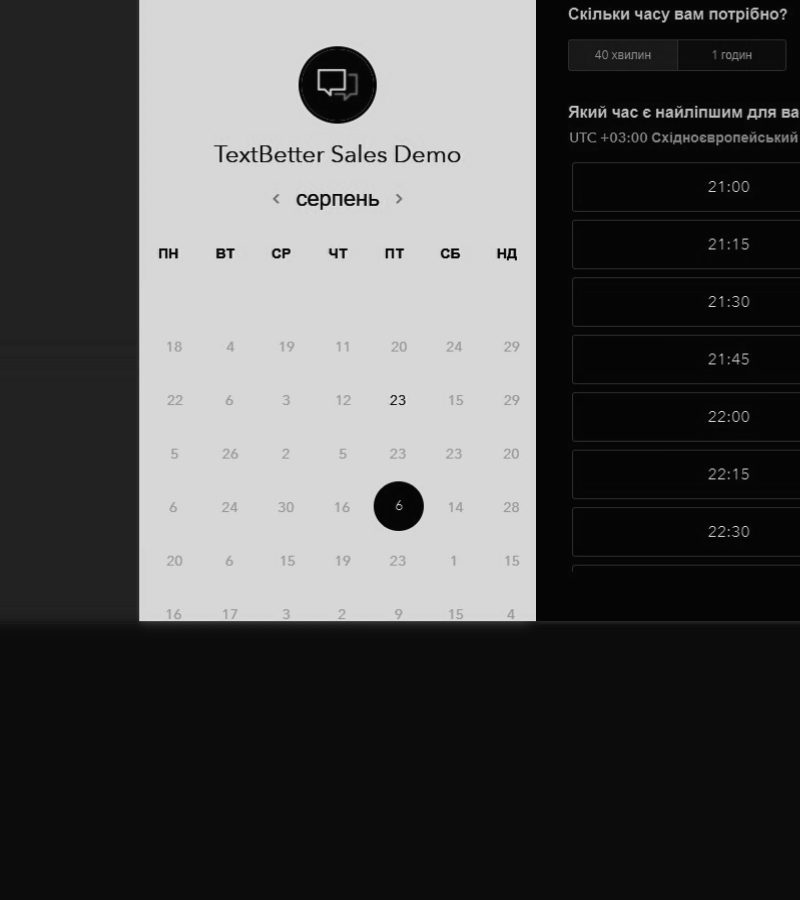 TextBetter Sales Demo
серпень
ПН ВТ СР ЧТ ПТ СБ НД
18 4 19 11 20 24 29
22 6 3 12 23 15 29
5 26 2 5 23 23 20
6 24 30 16 6 14 28
20 6 15 19 23 1 15
16 17 3 2 9 15 4
Скільки часу вам потрібно?
40 хвилин 1 годин
Який час є найліпшим для ва
UTC +03:00 Східноєвропейський
21:00
21:15
21:30
21:45
22:00
22:15
22:30